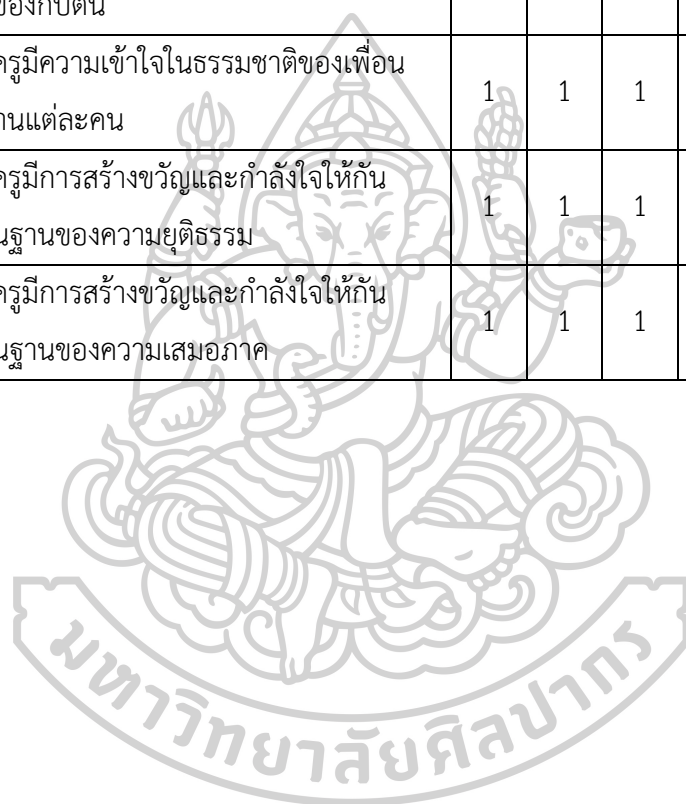 ของกับตน
ครูมีความเข้าใจในธรรมชาติของเพื่อน
านแต่ละคน 1 1 1
ครูมีการสร้างขวัญและกำลังใจให้กัน
นฐานของความยุติธรรม 1 1 1
ครูมีการสร้างขวัญและกำลังใจให้กัน
นฐานของความเสมอภาค 1 1 1
มหาวิทยาลัยศิลปากร